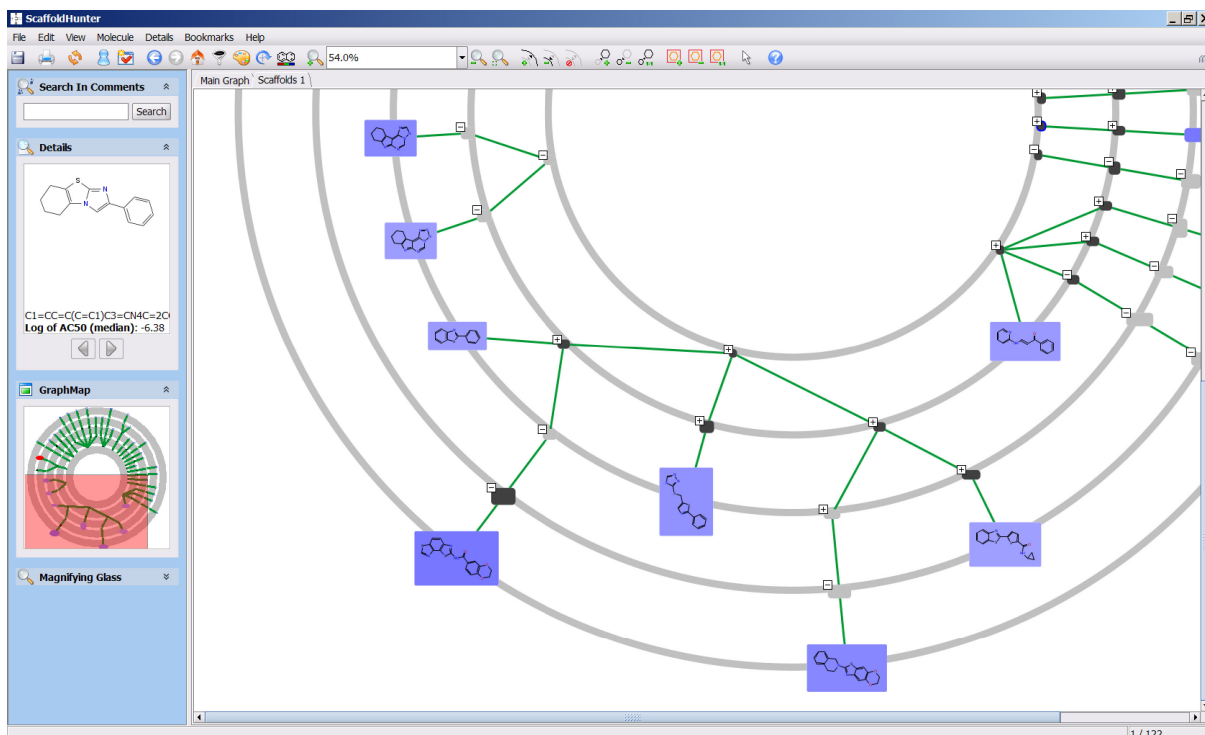 ScaffoldHunter
File Edit View Molecule Details Bookmarks Help
54.0%
Search In Comments
Main Graph Scaffolds 1
Search
Details
S
N
N
C1=CC=C(C=C1)C3=CN4C=2C(
Log of AC50 (median): -6.38
GraphMap
Magnifying Glass
1 / 122